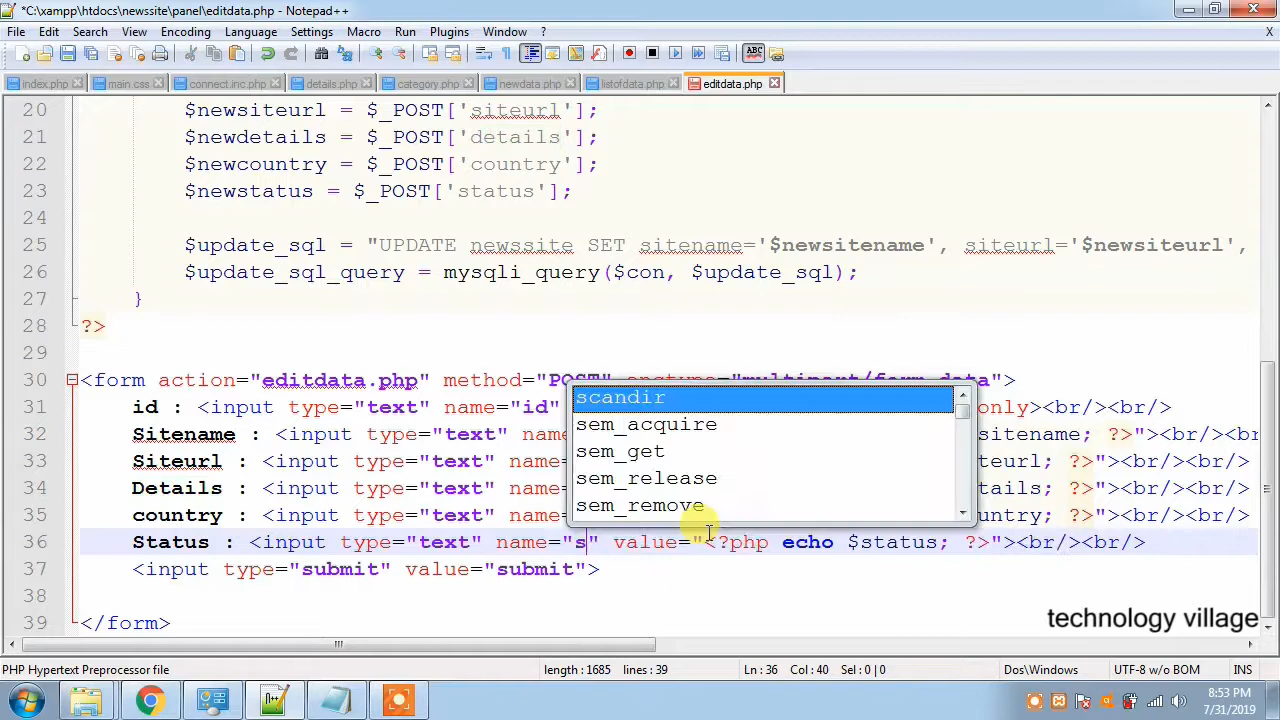 *C:\xampp\htdocs\newssite\panel\editdata.php - Notepad++
File Edit Search View Encoding Language Settings Macro Run Plugins Window ? X
index.php main.css connect.inc.php details.php category.php newdata.php listofdata.php editdata.php
20 $newsiteurl = $_POST['siteurl'];
21 $newdetails = $_POST['details'];
22 $newcountry = $_POST['country'];
23 $newstatus = $_POST['status'];
24
25 $update_sql = "UPDATE newssite SET sitename='$newsitename', siteurl='$newsiteurl',
26 $update_sql_query = mysqli_query($con, $update_sql);
27 }
28 ?>
29
30 <form action="editdata.php" method="POST" enctype="multipart/form-data">
31 id : <input type="text" name="id" only><br/><br/>
32 Sitename : <input type="text" name= sitename; ?>"><br/><br
33 Siteurl : <input type="text" name= iteurl; ?>"><br/><br/>
34 Details : <input type="text" name= tails; ?>"><br/><br/>
35 country : <input type="text" name= untry; ?>"><br/><br/>
36 Status : <input type="text" name="s" value="<?php echo $status; ?>"><br/><br/>
37 <input type="submit" value="submit">
38
39 </form>
scandir
sem_acquire
sem_get
sem_release
sem_remove
technology village
PHP Hypertext Preprocessor file length : 1685 lines : 39 Ln : 36 Col : 40 Sel : 0 | 0 Dos\Windows UTF-8 w/o BOM INS
8:53 PM
7/31/2019